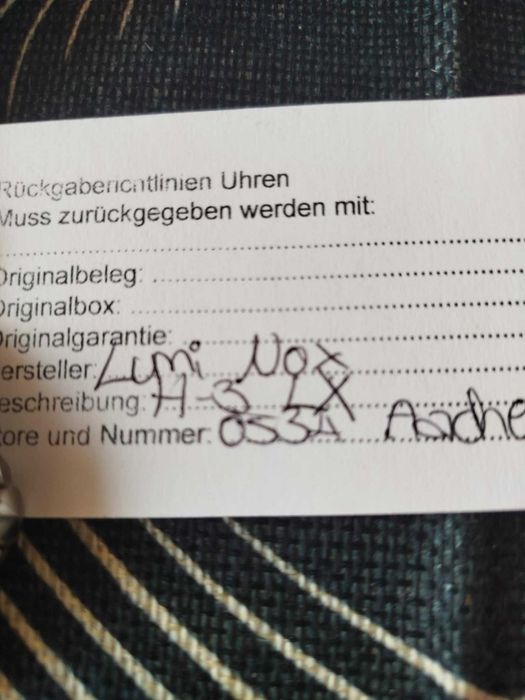 Rückgaberichtlinien Uhren
Muss zurückgegeben werden mit:
Originalbeleg:
Originalbox:
Originalgarantie:
ersteller: Lumi Nox
eschreibung: A-3 LX
ore und Nummer: 0534 Aache